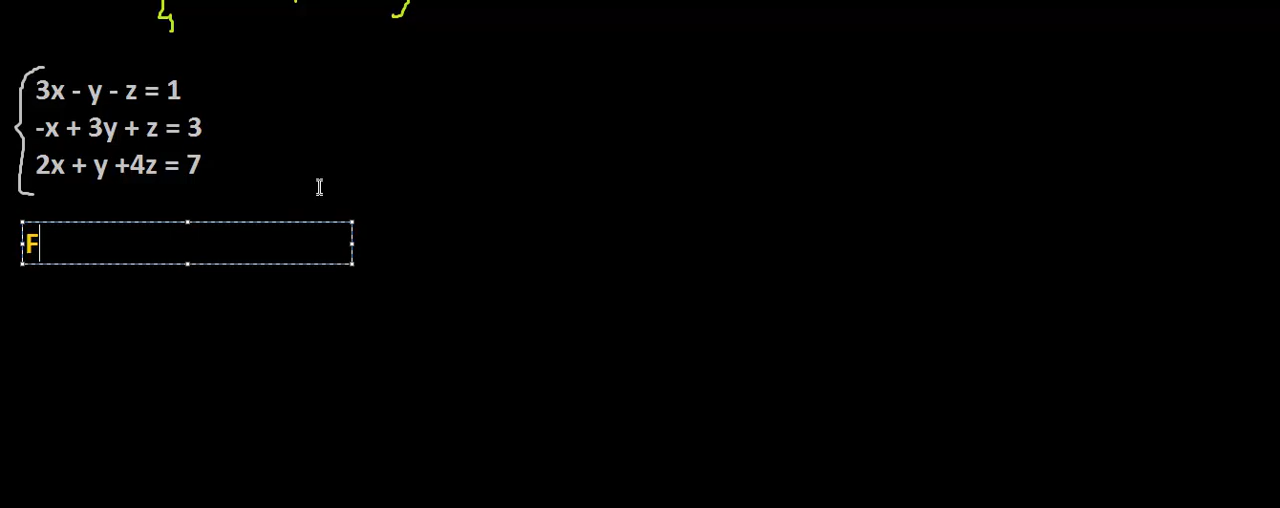 3x - y - z = 1
-x + 3y + z = 3
2x + y +4z = 7
F